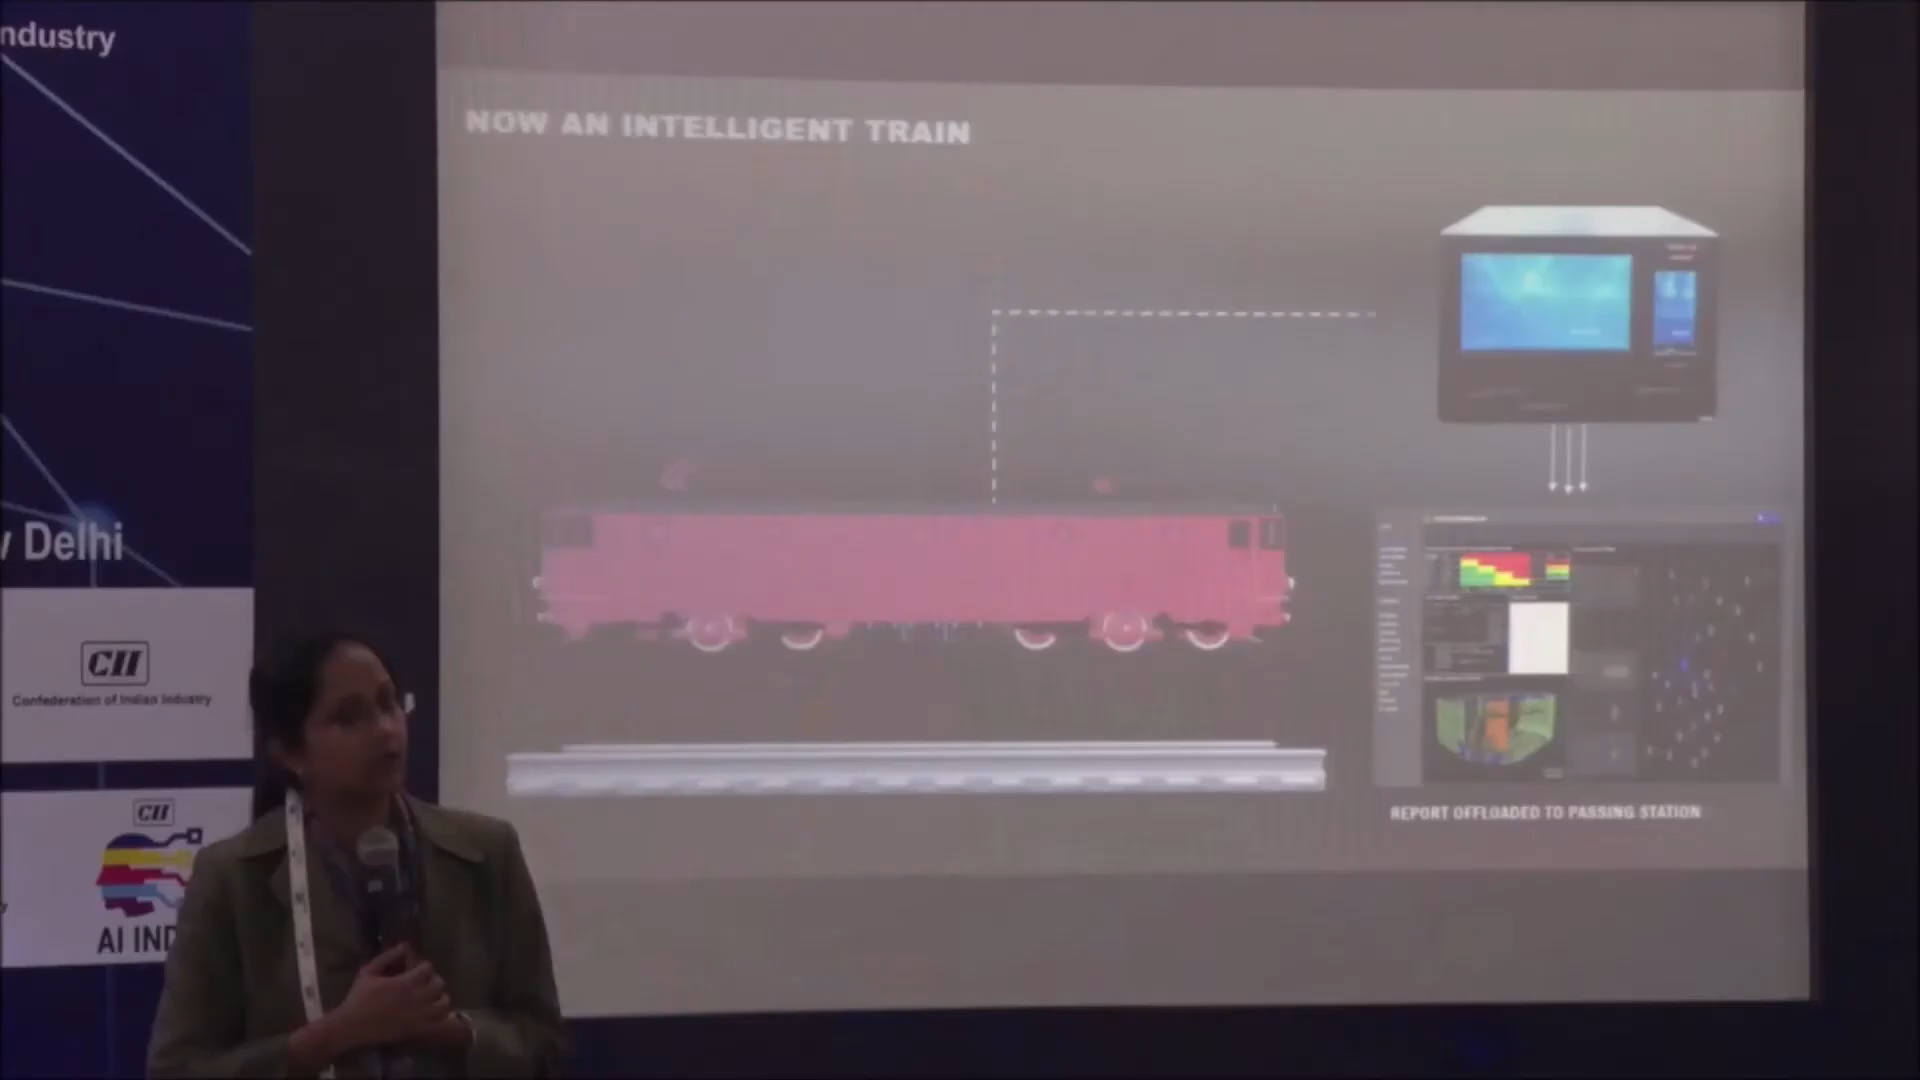 ndustry
NOW AN INTELLIGENT TRAIN
Delhi
CII
Confederation of Indian Industry
CII
AI IND
REPORT OFFLOADED TO PASSING STATION